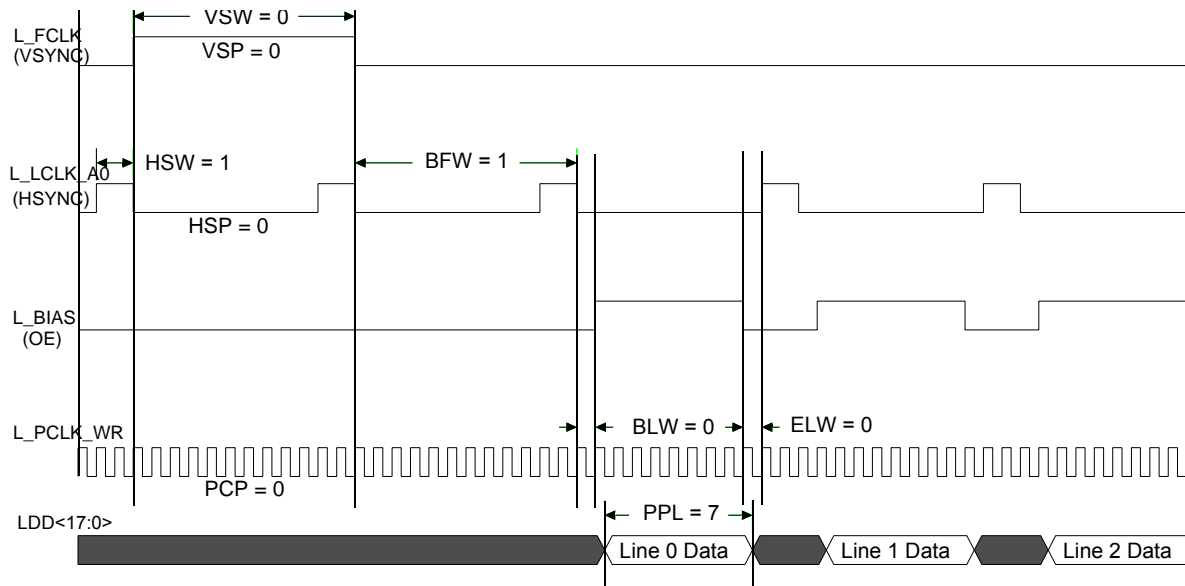 VSW = 0
L_FCLK
(VSYNC)
VSP = 0
HSW = 1
BFW = 1
L_LCLK_A0
(HSYNC)
HSP = 0
L_BIAS
(OE)
BLW = 0
ELW = 0
L_PCLK_WR
PCP = 0
PPL = 7
LDD<17:0>
Line 0 Data
Line 1 Data
Line 2 Data